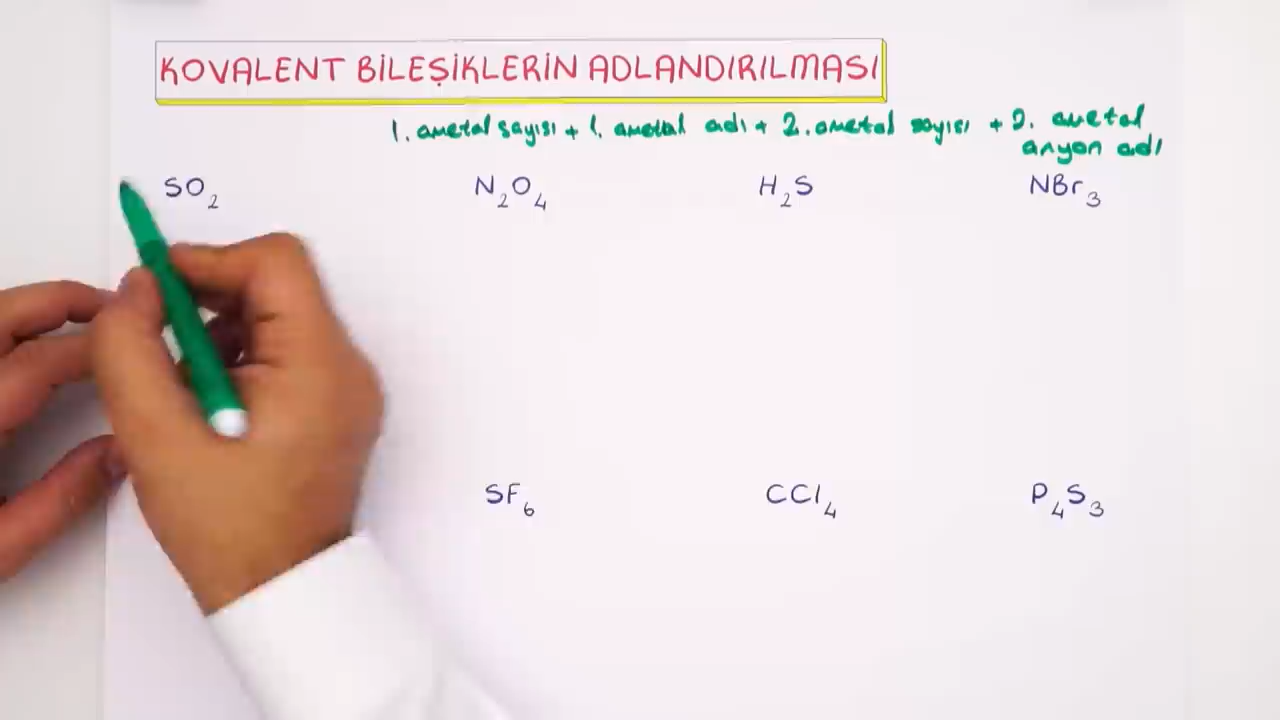 KOVALENT BİLEŞİKLERİN ADLANDIRILMASI
1. ametal sayısı + 1. ametal adı + 2. ametal sayısı + 2. ametal
anyon adı
SO₂ N₂O₄ H₂S NBr₃
SF₆ CCl₄ P₄S₃